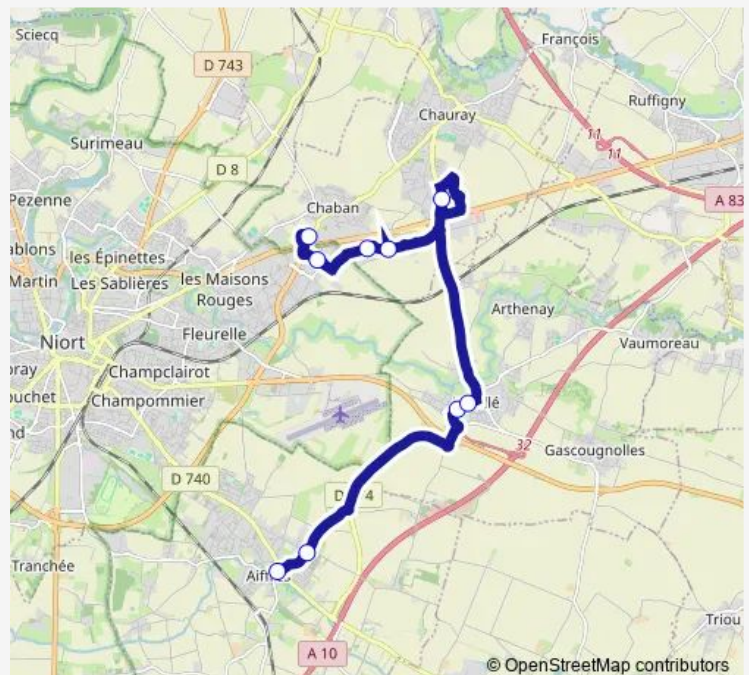 Sciecq
François
D 743
Ruffigny
Chauray
Surimeau
11
11
D 8
Pezenne
A 83
Chaban
ablons
les Épinettes
Martin
Les Sablières
les Maisons
Rouges
Arthenay
Fleurelle
Vaumoreau
Niort
Champclairot
ouchet
Champommier
lé
nd
32
Gascougnolles
D 740
4
Tranchée
Triou
A 10
© OpenStreetMap contributors